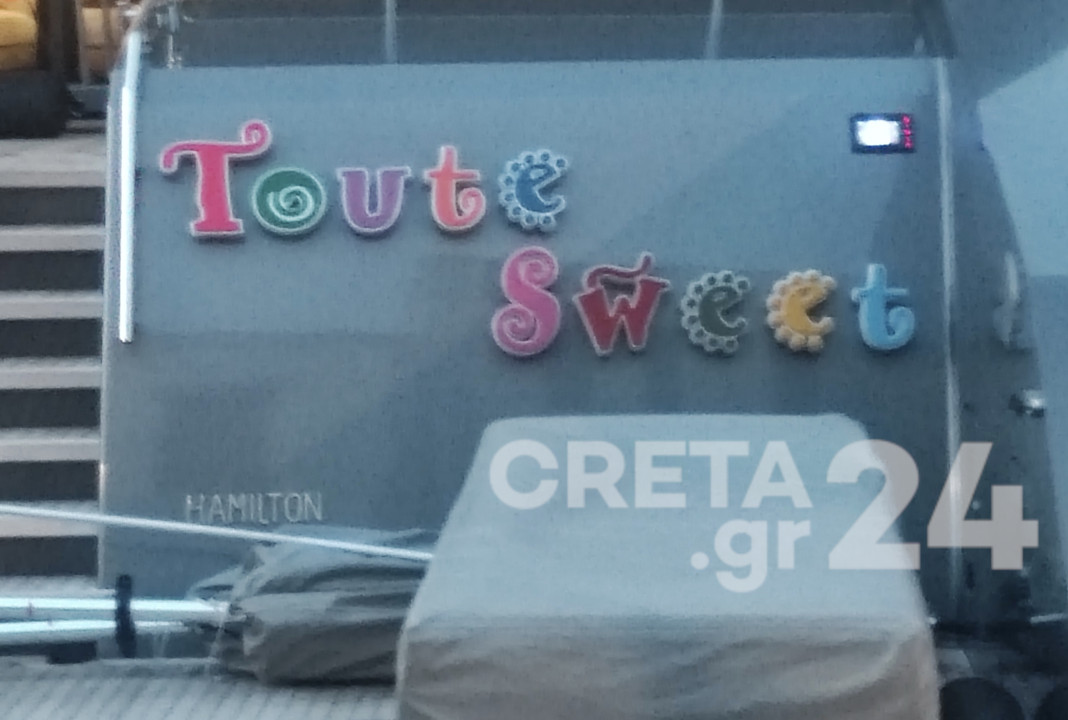 Toute
Sweet
HAMILTON
CRETA
.gr 24